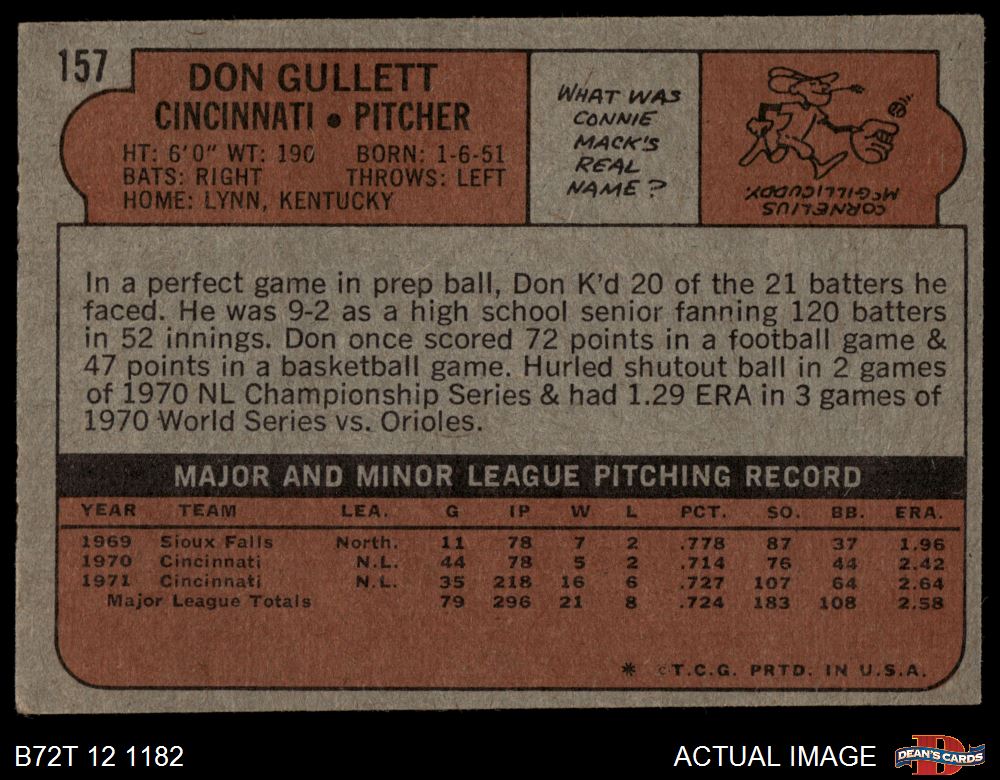 157
DON GULLETT
CINCINNATI • PITCHER
HT: 6'0" WT: 190 BORN: 1-6-51
BATS: RIGHT THROWS: LEFT
HOME: LYNN, KENTUCKY
WHAT WAS
CONNIE
MACK'S
REAL
NAME?
CORNELIUS
McGILLICUDDY.
In a perfect game in prep ball, Don K'd 20 of the 21 batters he
faced. He was 9-2 as a high school senior fanning 120 batters
in 52 innings. Don once scored 72 points in a football game &
47 points in a basketball game. Hurled shutout ball in 2 games
of 1970 NL Championship Series & had 1.29 ERA in 3 games of
1970 World Series vs. Orioles.
MAJOR AND MINOR LEAGUE PITCHING RECORD
YEAR TEAM LEA. G IP W L PCT. SO. BB. ERA.
1969 Sioux Falls North. 11 78 7 2 .778 87 37 1.96
1970 Cincinnati N.L. 44 78 5 2 .714 76 44 2.42
1971 Cincinnati N.L. 35 218 16 6 .727 107 64 2.64
Major League Totals 79 296 21 8 .724 183 108 2.58
* ©T.C.G. PRTD. IN U.S.A.
B72T 12 1182
ACTUAL IMAGE
DEAN'S CARDS